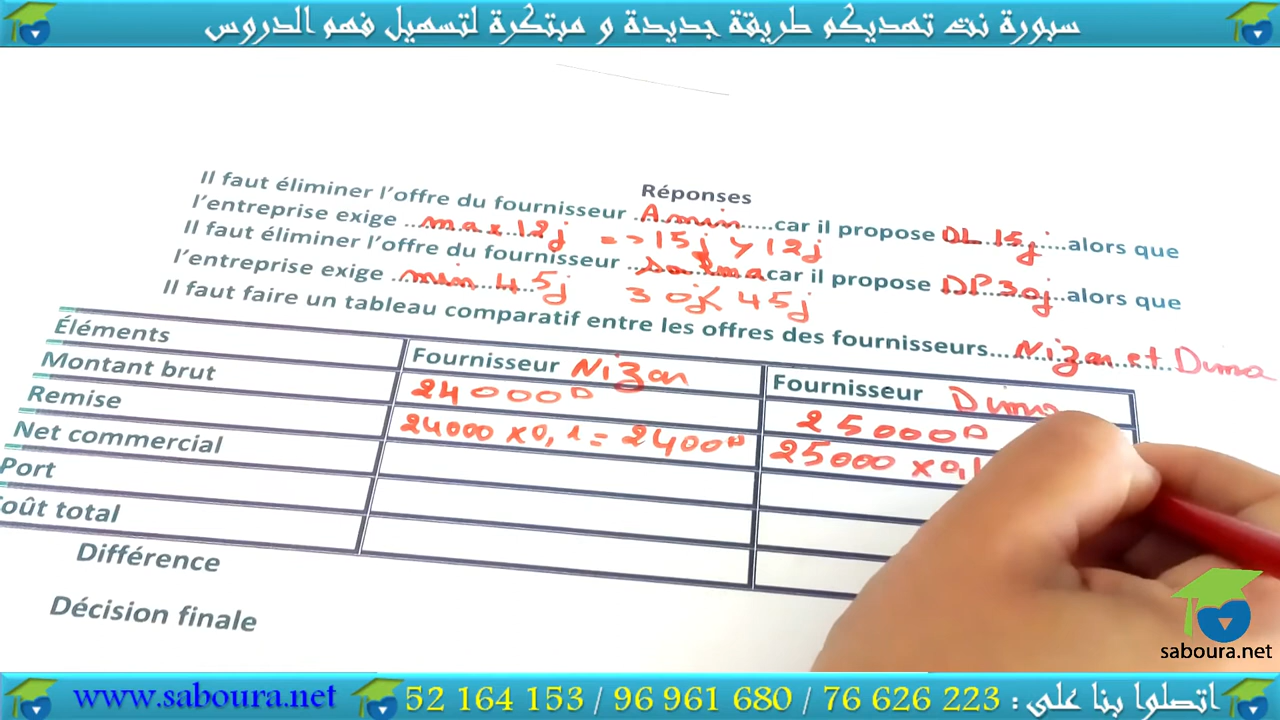 سبورة نت تهديكم طريقة جديدة و مبتكرة لتسهيل فهم الدروس
Réponses
Il faut éliminer l'offre du fournisseur Amin car il propose DL 15j alors que
l'entreprise exige max 12j => 15j > 12j
Il faut éliminer l'offre du fournisseur Salma car il propose DP 30j alors que
l'entreprise exige min 45j 30j < 45j
Il faut faire un tableau comparatif entre les offres des fournisseurs Nizar et Duma
Éléments Fournisseur Nizar Fournisseur Duma
Montant brut 24000D 25000D
Remise 24000 x 0,1 = 2400D 25000 x 0,1
Net commercial
Port
Coût total
Différence
Décision finale
saboura.net
www.saboura.net 52 164 153 / 96 961 680 / 76 626 223 : اتصلوا بنا على